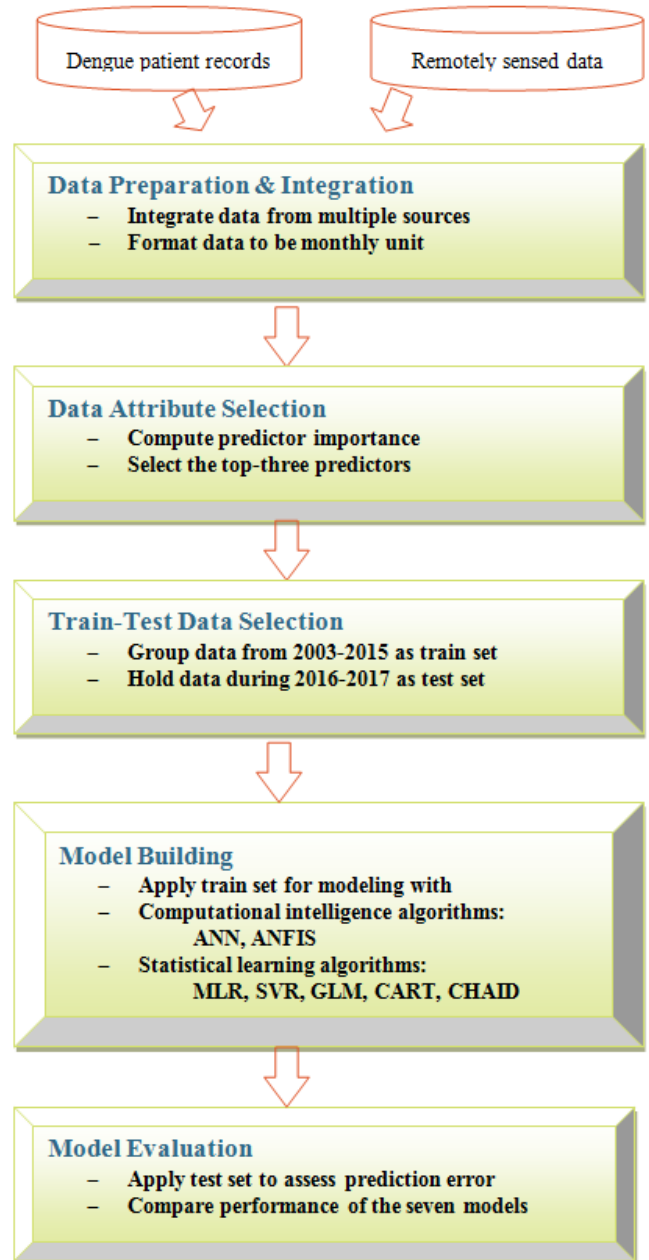 Dengue patient records
Remotely sensed data
Data Preparation & Integration
– Integrate data from multiple sources
– Format data to be monthly unit
Data Attribute Selection
– Compute predictor importance
– Select the top-three predictors
Train-Test Data Selection
– Group data from 2003-2015 as train set
– Hold data during 2016-2017 as test set
Model Building
– Apply train set for modeling with
– Computational intelligence algorithms:
ANN, ANFIS
– Statistical learning algorithms:
MLR, SVR, GLM, CART, CHAID
Model Evaluation
– Apply test set to assess prediction error
– Compare performance of the seven models